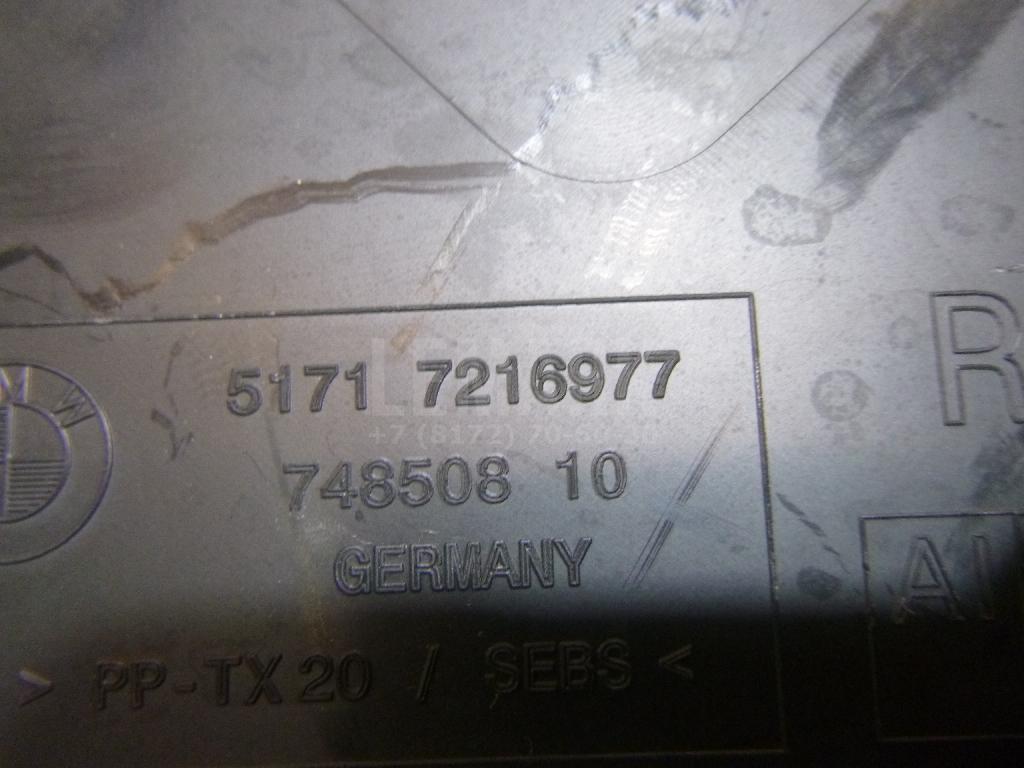 5171 7216977
748508 10
GERMANY
> PP-TX20 / SEBS <
R